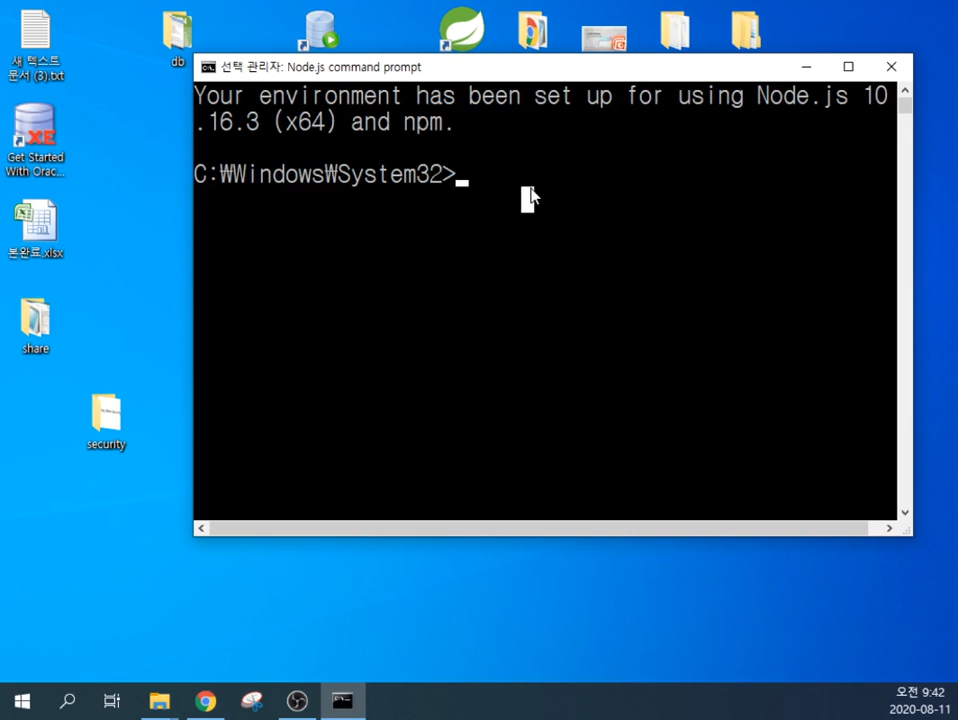 새 텍스트
문서 (3).txt
db
선택 관리자: Node.js command prompt
Your environment has been set up for using Node.js 10
.16.3 (x64) and npm.
C:₩Windows₩System32>
XE
Get Started
With Orac...
본완료.xlsx
share
security
오전 9:42
2020-08-11